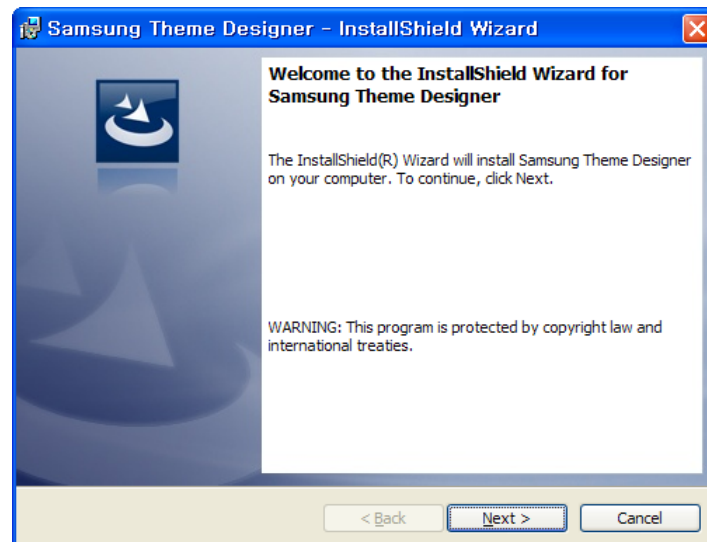 Samsung Theme Designer - InstallShield Wizard
Welcome to the InstallShield Wizard for
Samsung Theme Designer
The InstallShield(R) Wizard will install Samsung Theme Designer
on your computer. To continue, click Next.
WARNING: This program is protected by copyright law and
international treaties.
< Back
Next >
Cancel